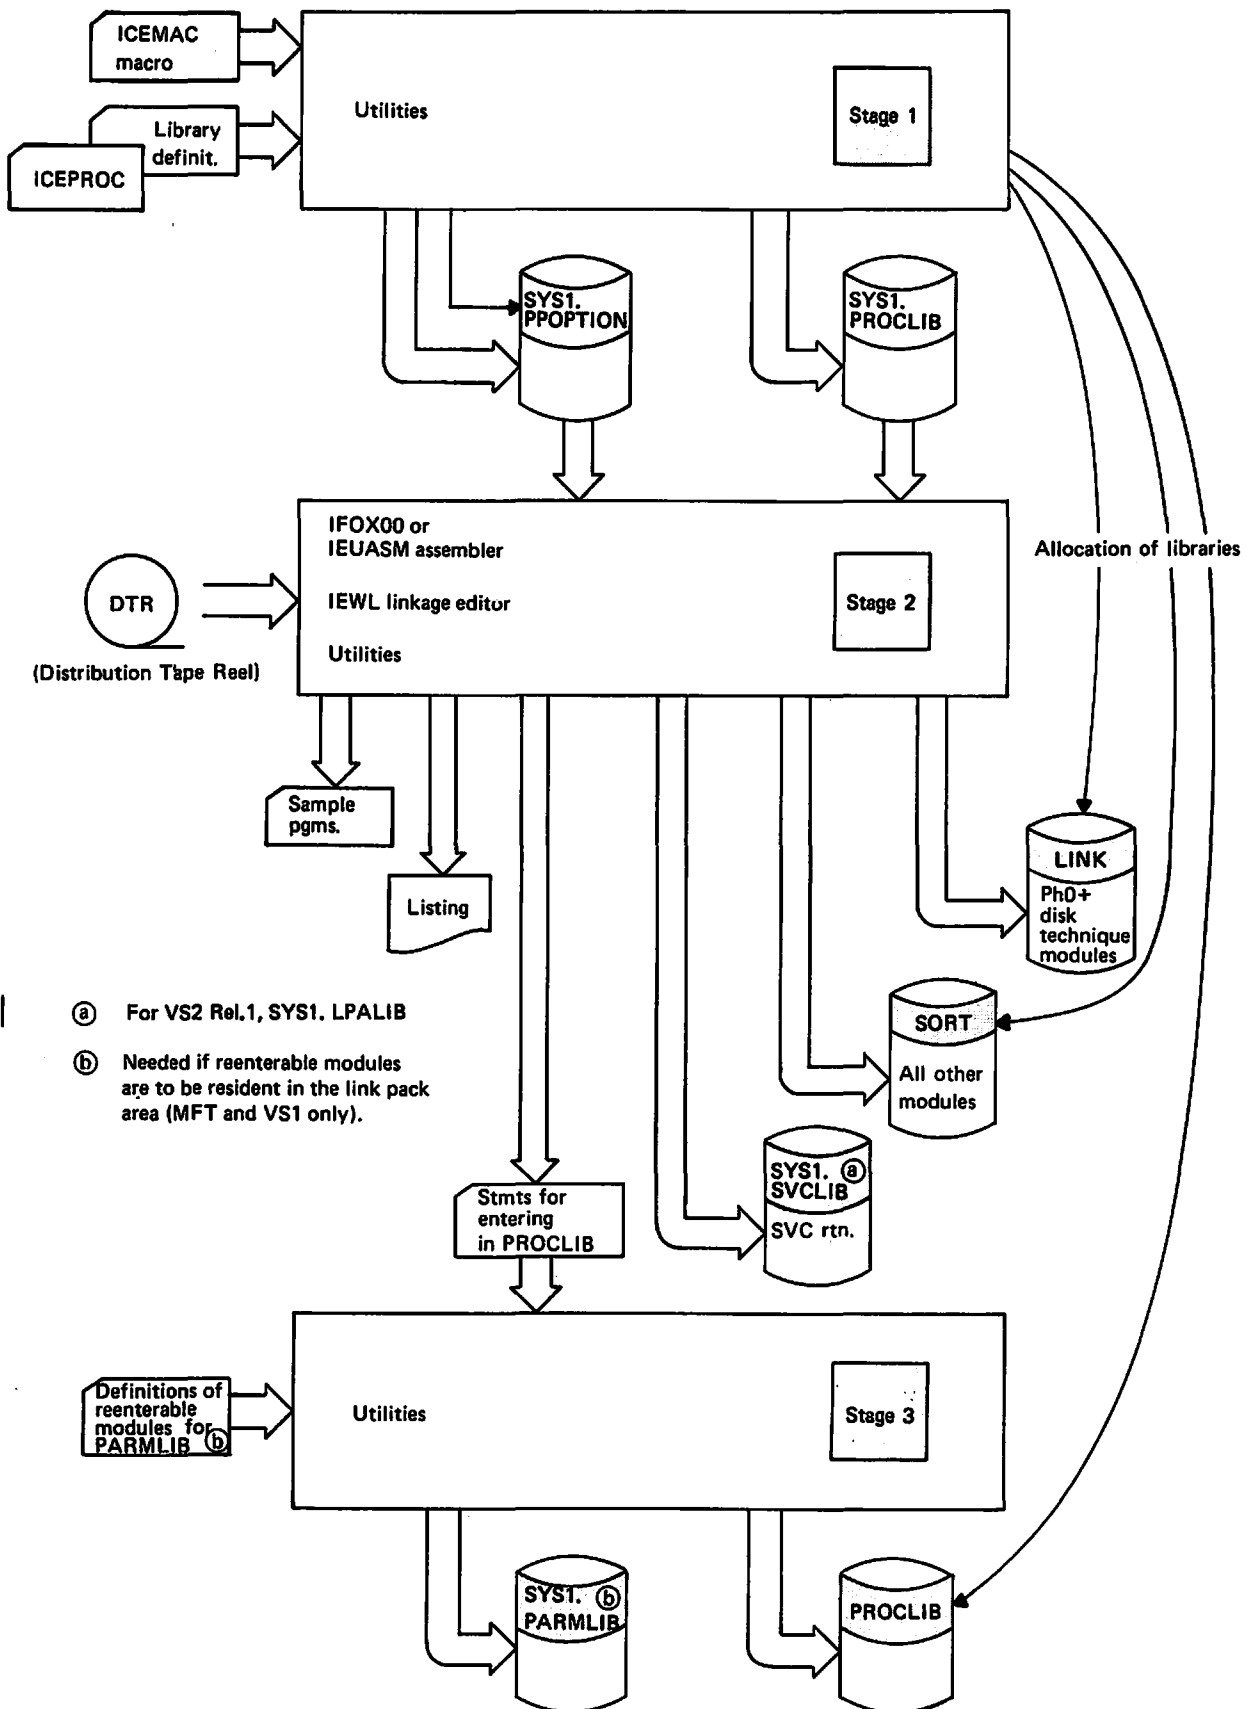 ICEMAC
macro
Utilities
Stage 1
Library
definit.
ICEPROC
SYS1.
PPOPTION
SYS1.
PROCLIB
IFOX00 or
IEUASM assembler
IEWL linkage editor
Utilities
Stage 2
Allocation of libraries
DTR
(Distribution Tape Reel)
Sample
pgms.
Listing
LINK
Ph0+
disk
technique
modules
SORT
All other
modules
ⓐ For VS2 Rel.1, SYS1. LPALIB
ⓑ Needed if reenterable modules
are to be resident in the link pack
area (MFT and VS1 only).
SYS1. ⓐ
SVCLIB
SVC rtn.
Stmts for
entering
in PROCLIB
Definitions of
reenterable
modules for
PARMLIB ⓑ
Utilities
Stage 3
SYS1. ⓑ
PARMLIB
PROCLIB